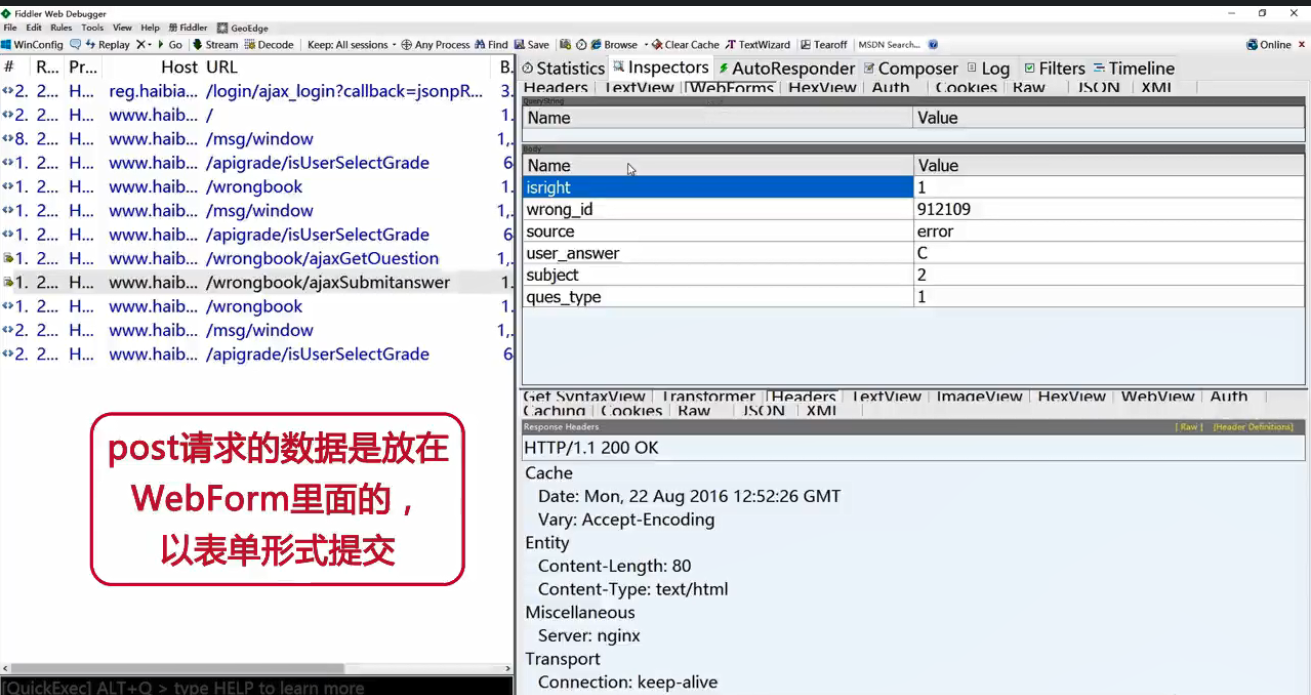 Fiddler Web Debugger
File Edit Rules Tools View Help Fiddler GeoEdge
WinConfig Replay X Go Stream Decode Keep: All sessions Any Process Find Save Browse Clear Cache TextWizard Tearoff MSDN Search... Online
# R... Pr... Host URL B.
2. 2... H... reg.haibia... /login/ajax_login?callback=jsonpR... 3.
2. 2... H... www.haib... / 1.
8. 2... H... www.haib... /msg/window 1,.
1. 2... H... www.haib... /apigrade/isUserSelectGrade 6
1. 2... H... www.haib... /wrongbook 1.
1. 2... H... www.haib... /msg/window 1,.
1. 2... H... www.haib... /apigrade/isUserSelectGrade 6
1. 2... H... www.haib... /wrongbook/ajaxGetOuestion 1,.
1. 2... H... www.haib... /wrongbook/ajaxSubmitanswer 1.
1. 2... H... www.haib... /wrongbook 1.
2. 2... H... www.haib... /msg/window 1,.
2. 2... H... www.haib... /apigrade/isUserSelectGrade 6
post请求的数据是放在
WebForm里面的，
以表单形式提交
[QuickExec] ALT+Q > type HELP to learn more
Statistics Inspectors AutoResponder Composer Log Filters Timeline
Headers TextView WebForms HexView Auth Cookies Raw JSON XML
QueryString
Name Value
Body
Name Value
isright 1
wrong_id 912109
source error
user_answer C
subject 2
ques_type 1
Get SyntaxView Transformer Headers TextView ImageView HexView WebView Auth
Caching Cookies Raw JSON XML
Response Headers [ Raw ] [Header Definitions]
HTTP/1.1 200 OK
Cache
Date: Mon, 22 Aug 2016 12:52:26 GMT
Vary: Accept-Encoding
Entity
Content-Length: 80
Content-Type: text/html
Miscellaneous
Server: nginx
Transport
Connection: keep-alive